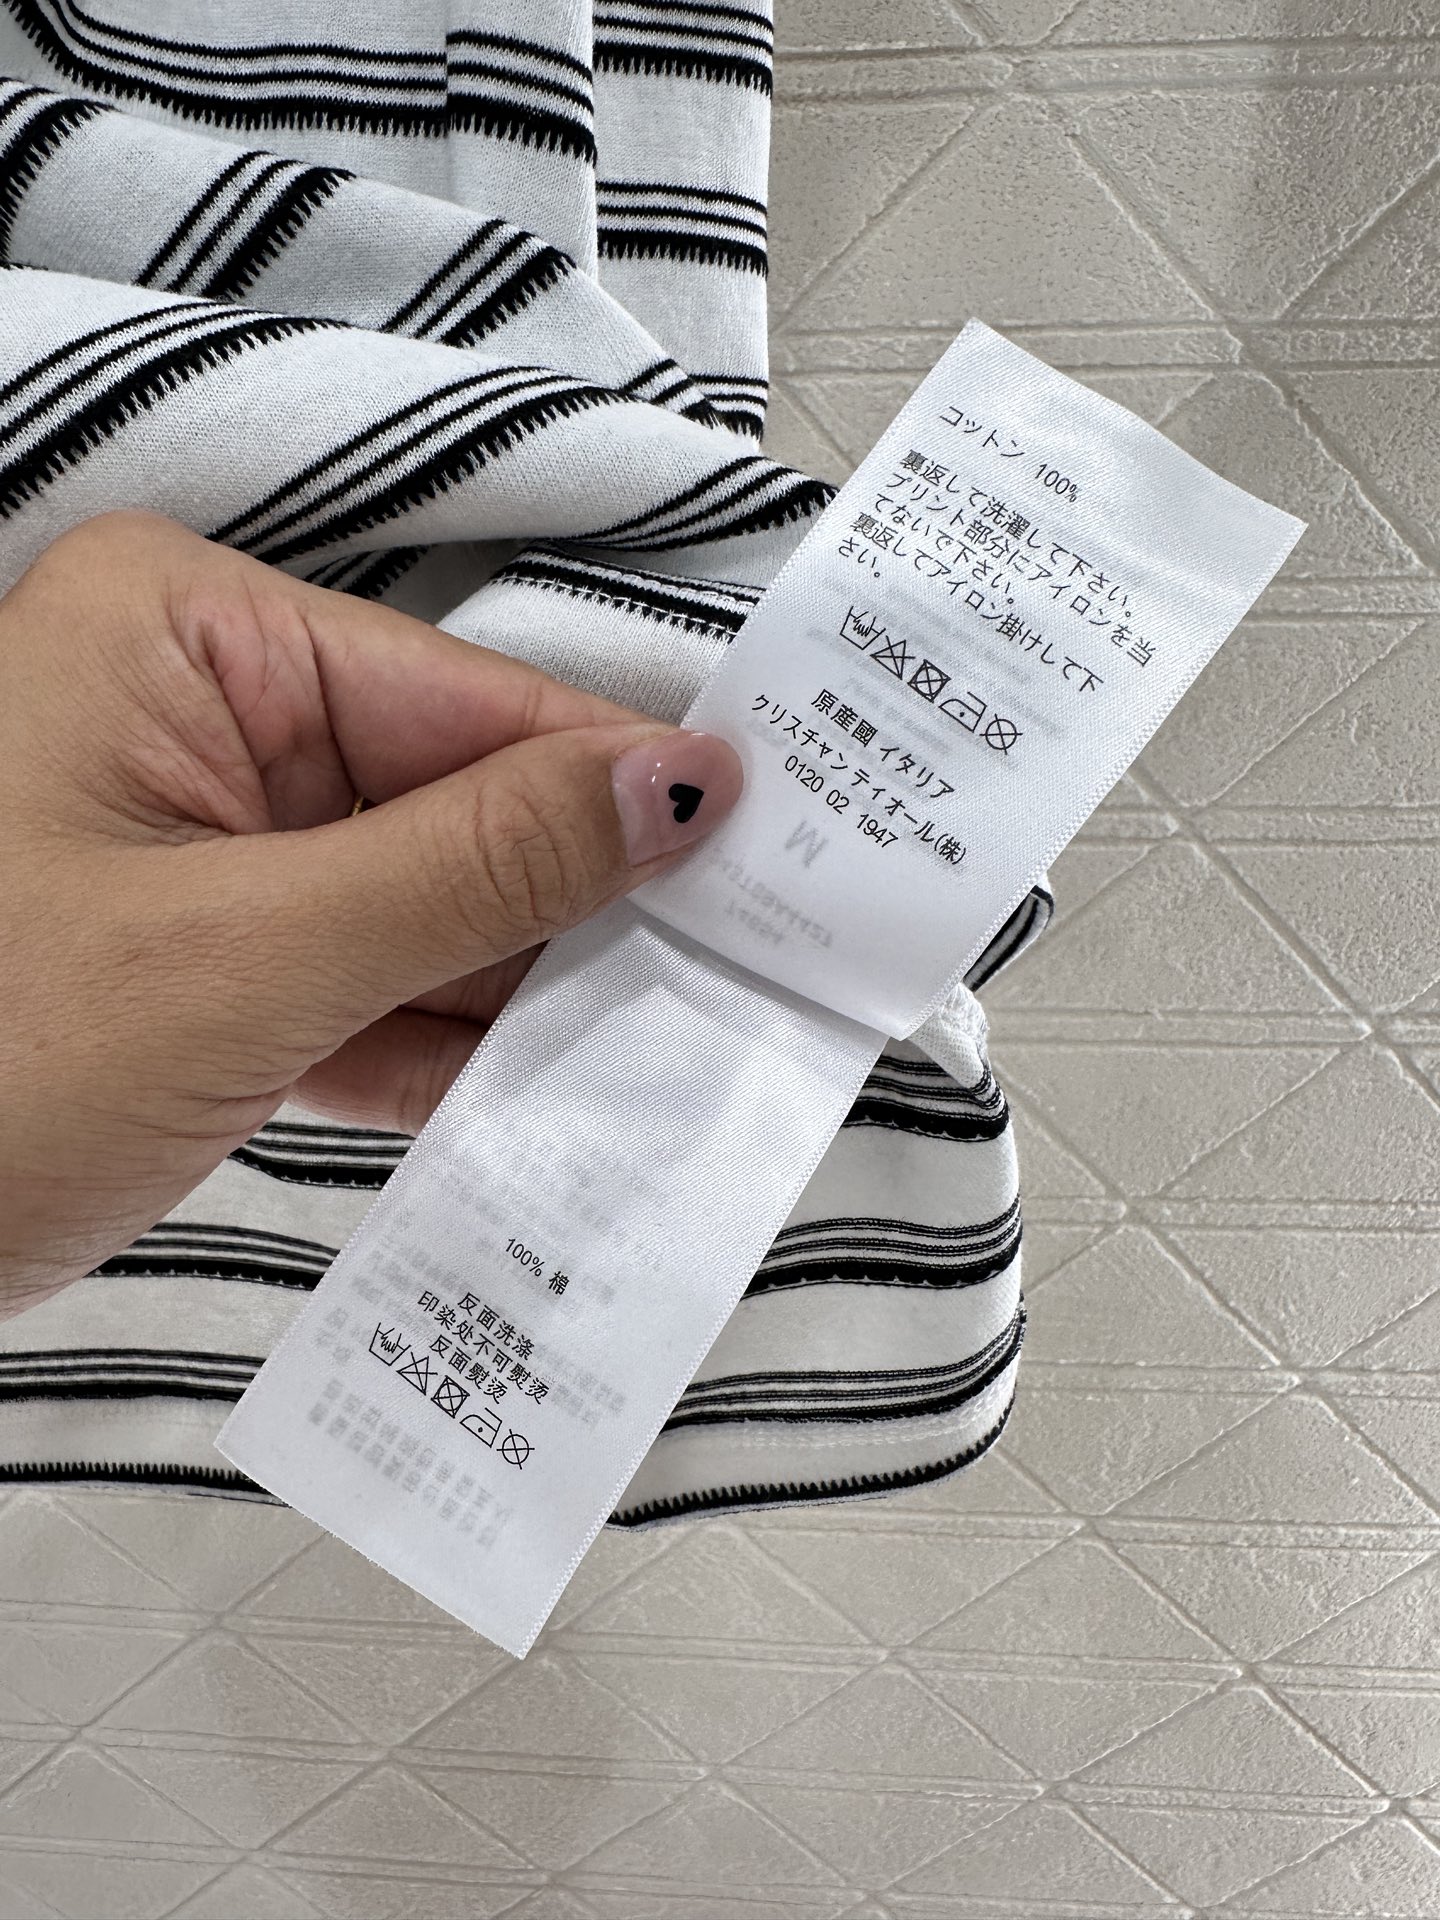 コットン 100%
裏返して洗濯して下さい。
プリント部分にアイロンを当
てないで下さい。
裏返してアイロン掛けして下
さい。
原産國 イタリア
クリスチャンディオール(株)
0120 02 1947
M
100% 棉
反面洗涤
印染处不可熨烫
反面熨烫